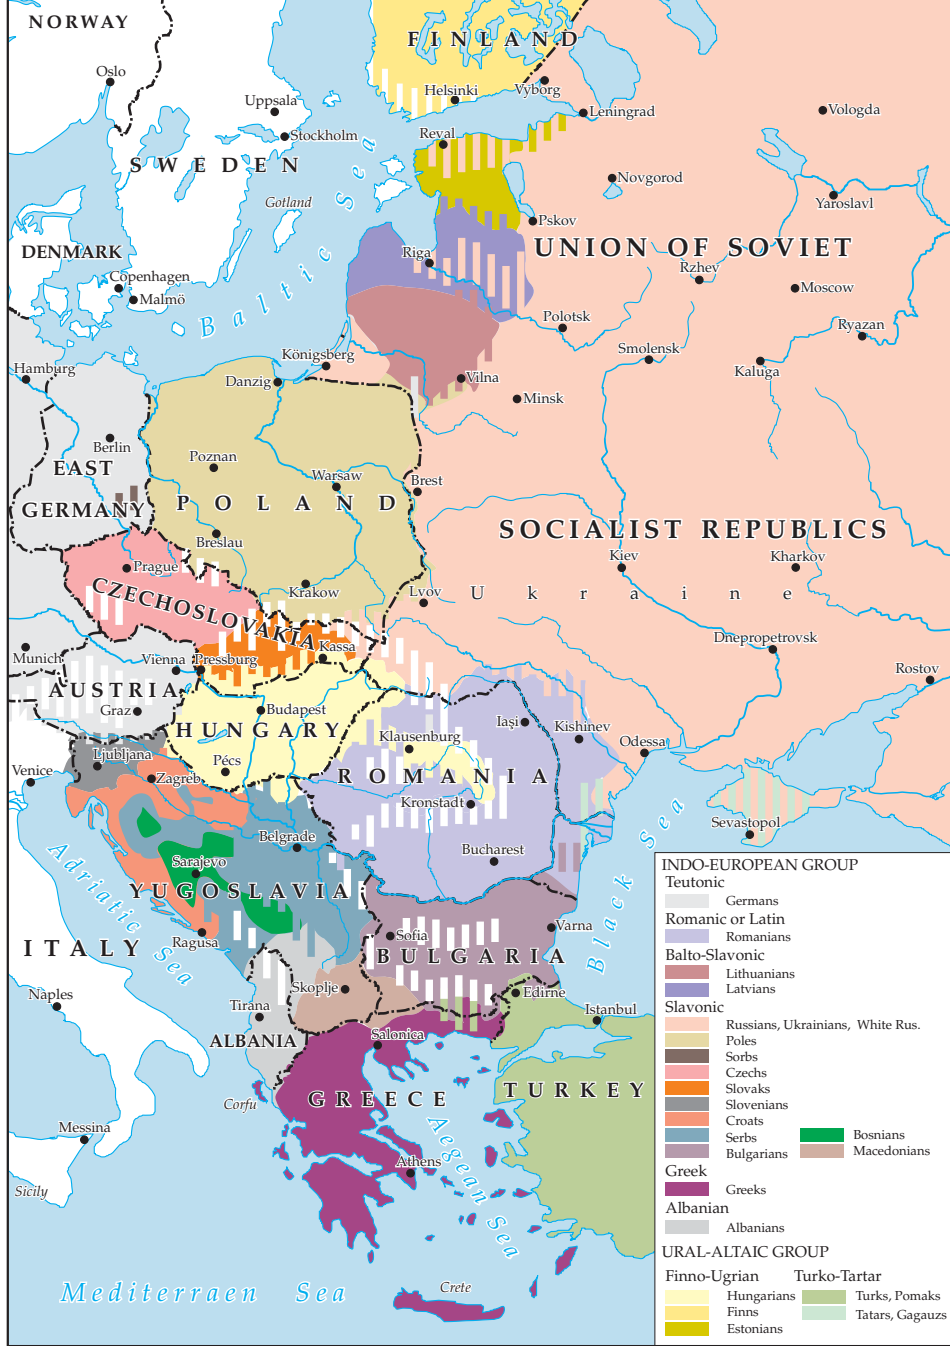 NORWAY
FINLAND
Oslo
Helsinki
Vyborg
Uppsala
Leningrad
Vologda
Stockholm
Reval
SWEDEN
Baltic Sea
Novgorod
Gotland
Yaroslavl
Pskov
DENMARK
Riga
UNION OF SOVIET
Rzhev
Copenhagen
Malmö
Moscow
Polotsk
Ryazan
Königsberg
Smolensk
Hamburg
Danzig
Vilna
Kaluga
Minsk
Berlin
EAST
GERMANY
Poznan
Warsaw
Brest
POLAND
SOCIALIST REPUBLICS
Breslau
Kiev
Kharkov
Prague
CZECHOSLOVAKIA
Krakow
Lvov
Ukraine
Dnepropetrovsk
Kassa
Munich
Vienna
Pressburg
Rostov
AUSTRIA
Graz
Budapest
HUNGARY
Iaşi
Kishinev
Klausenburg
Odessa
Ljubljana
Pécs
Venice
Zagreb
ROMANIA
Kronstadt
Sevastopol
Belgrade
Bucharest
Black Sea
Adriatic Sea
Sarajevo
YUGOSLAVIA
Ragusa
Sofia
Varna
ITALY
BULGARIA
Skoplje
Edirne
Naples
Tirana
Istanbul
ALBANIA
Salonica
Corfu
GREECE
TURKEY
Messina
Aegean Sea
Athens
Sicily
Crete
Mediterraen Sea
INDO-EUROPEAN GROUP
Teutonic
Germans
Romanic or Latin
Romanians
Balto-Slavonic
Lithuanians
Latvians
Slavonic
Russians, Ukrainians, White Rus.
Poles
Sorbs
Czechs
Slovaks
Slovenians
Croats
Serbs
Bosnians
Bulgarians
Macedonians
Greek
Greeks
Albanian
Albanians
URAL-ALTAIC GROUP
Finno-Ugrian
Turko-Tartar
Hungarians
Turks, Pomaks
Finns
Tatars, Gagauzs
Estonians